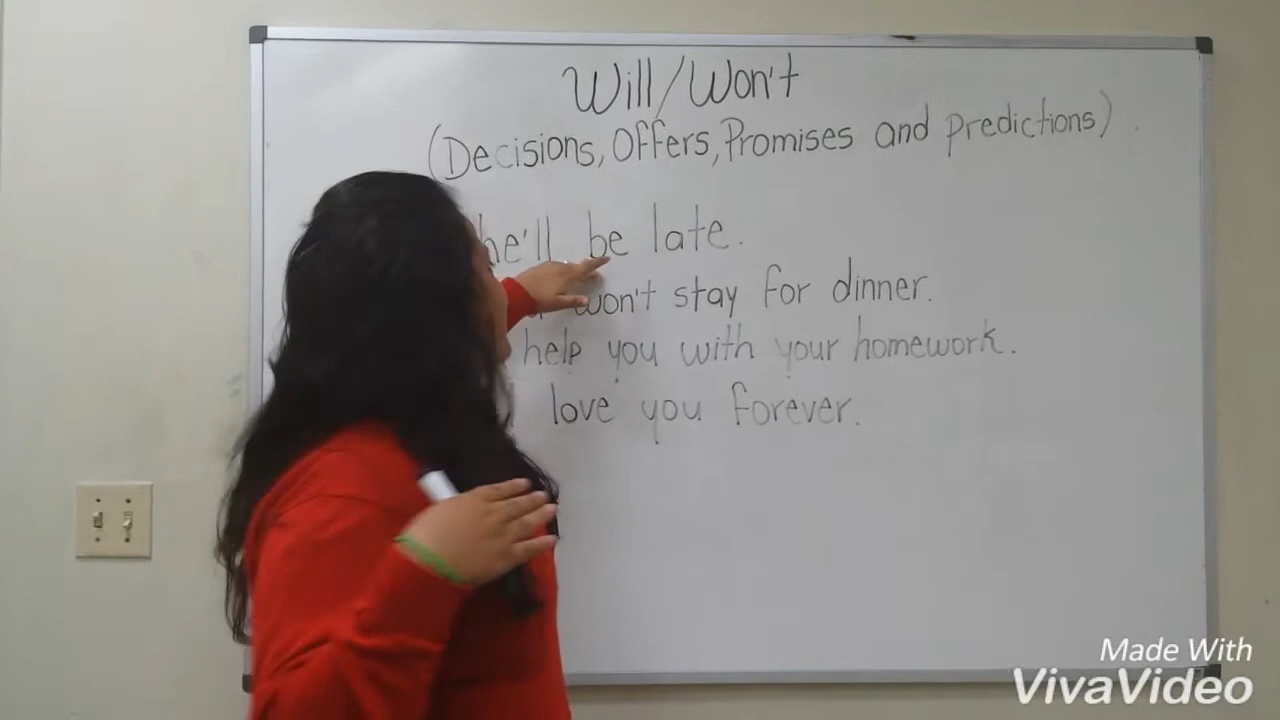 Will/Won't
(Decisions, Offers, Promises and predictions)
he'll be late.
won't stay for dinner.
help you with your homework.
love you forever.
Made With
VivaVideo